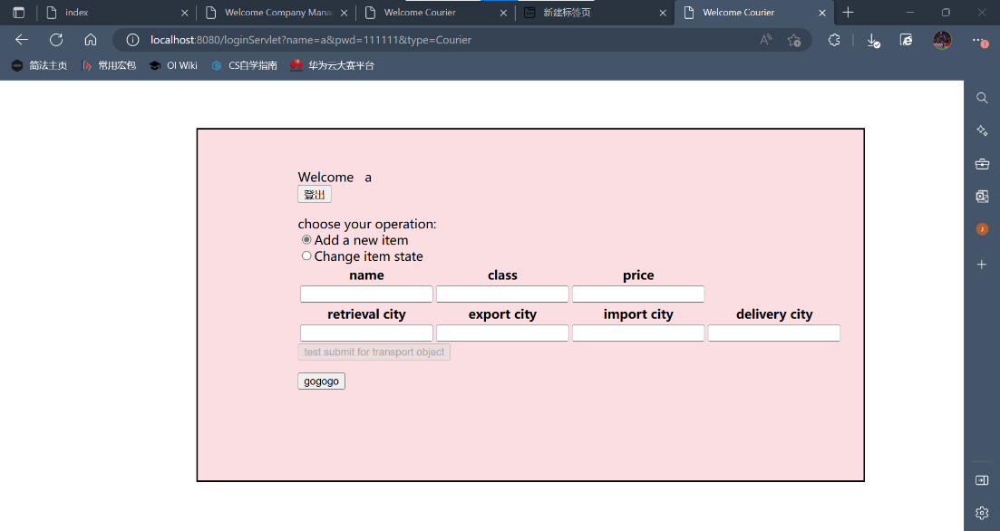 index
Welcome Company Mana
Welcome Courier
新建标签页
Welcome Courier
localhost:8080/loginServlet?name=a&pwd=111111&type=Courier
简法主页
常用宏包
OI Wiki
CS自学指南
华为云大赛平台
Welcome a
登出
choose your operation:
Add a new item
Change item state
name class price
retrieval city export city import city delivery city
test submit for transport object
gogogo